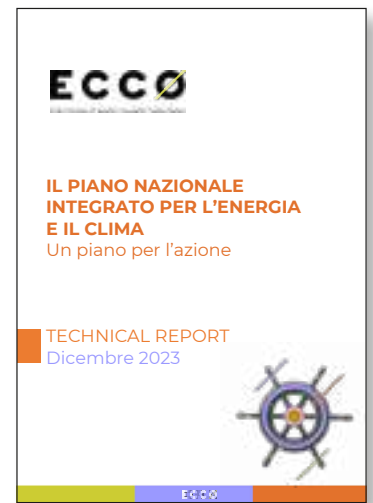 ECCO
IL PIANO NAZIONALE
INTEGRATO PER L'ENERGIA
E IL CLIMA
Un piano per l'azione
TECHNICAL REPORT
Dicembre 2023
ECCO